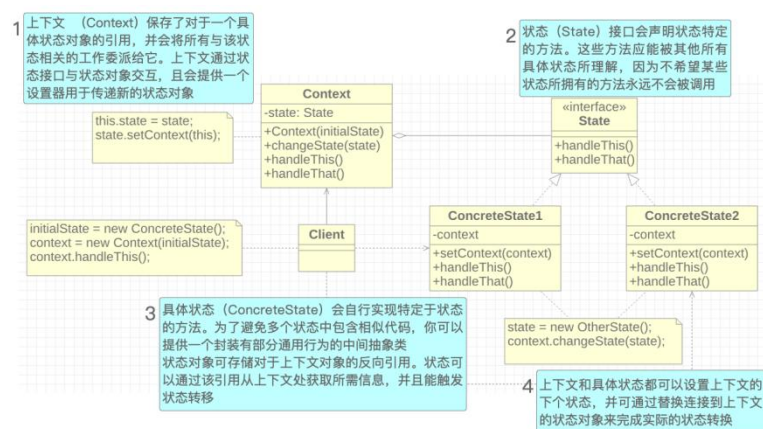 1
上下文 （Context）保存了对于一个具
体状态对象的引用，并会将所有与该状
态相关的工作委派给它。上下文通过状
态接口与状态对象交互，且会提供一个
设置器用于传递新的状态对象
2
状态（State）接口会声明状态特定
的方法。这些方法应能被其他所有
具体状态所理解，因为不希望某些
状态所拥有的方法永远不会被调用
this.state = state;
state.setContext(this);
Context
-state: State
+Context(initialState)
+changeState(state)
+handleThis()
+handleThat()
«interface»
State
+handleThis()
+handleThat()
initialState = new ConcreteState();
context = new Context(initialState);
context.handleThis();
Client
ConcreteState1
-context
+setContext(context)
+handleThis()
+handleThat()
ConcreteState2
-context
+setContext(context)
+handleThis()
+handleThat()
3
具体状态（ConcreteState）会自行实现特定于状态
的方法。为了避免多个状态中包含相似代码，你可以
提供一个封装有部分通用行为的中间抽象类
状态对象可存储对于上下文对象的反向引用。状态可
以通过该引用从上下文处获取所需信息，并且能触发
状态转移
state = new OtherState();
context.changeState(state);
4
上下文和具体状态都可以设置上下文的
下个状态，并可通过替换连接到上下文
的状态对象来完成实际的状态转换